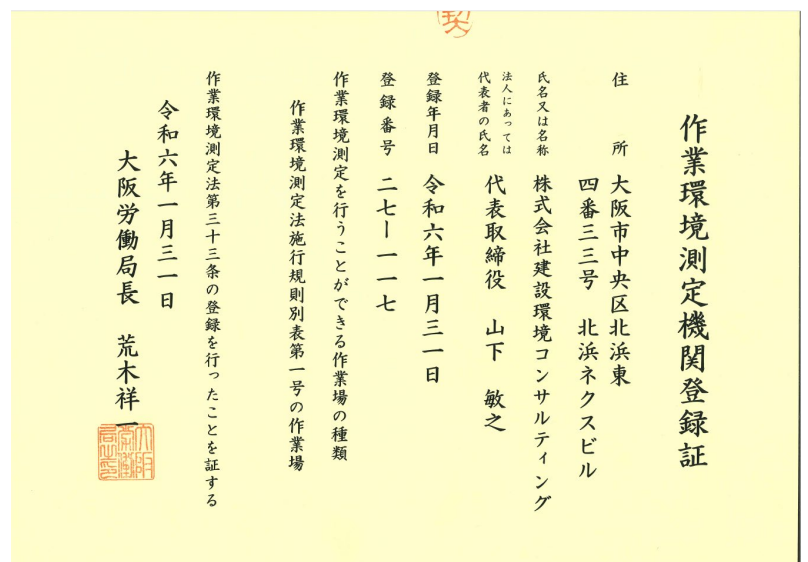 作業環境測定機関登録証
住所 大阪市中央区北浜東
四番三三号 北浜ネクスビル
氏名又は名称 株式会社建設環境コンサルティング
法人にあっては
代表者の氏名 代表取締役 山下 敏之
登録年月日 令和六年一月三一日
登録番号 二七ー一一七
作業環境測定を行うことができる作業場の種類
作業環境測定法施行規則別表第一号の作業場
作業環境測定法第三十三条の登録を行ったことを証する
令和六年一月三一日
大阪労働局長 荒木祥一